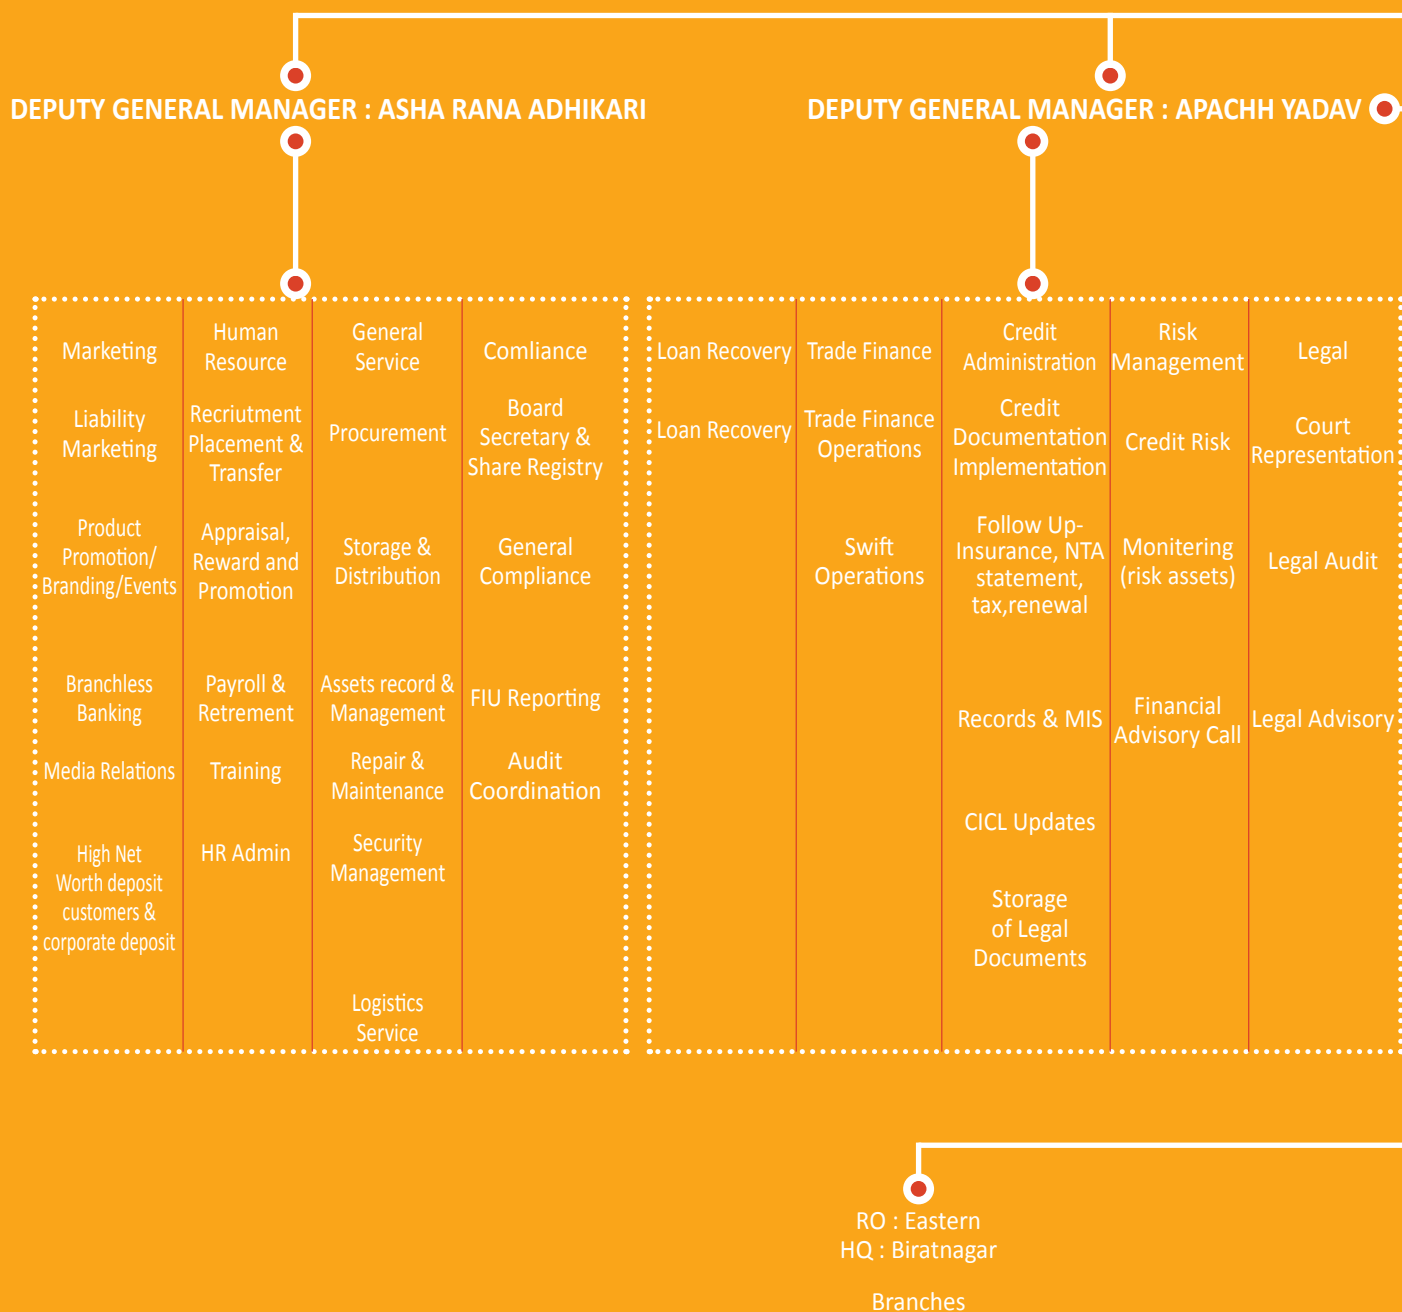 DEPUTY GENERAL MANAGER : ASHA RANA ADHIKARI
DEPUTY GENERAL MANAGER : APACHH YADAV
Marketing
Liability
Marketing
Product
Promotion/
Branding/Events
Branchless
Banking
Media Relations
High Net
Worth deposit
customers &
corporate deposit
Human
Resource
Recriutment
Placement &
Transfer
Appraisal,
Reward and
Promotion
Payroll &
Retrement
Training
HR Admin
General
Service
Procurement
Storage &
Distribution
Assets record &
Management
Repair &
Maintenance
Security
Management
Logistics
Service
Comliance
Board
Secretary &
Share Registry
General
Compliance
FIU Reporting
Audit
Coordination
Loan Recovery
Loan Recovery
Trade Finance
Trade Finance
Operations
Swift
Operations
Credit
Administration
Credit
Documentation
Implementation
Follow Up-
Insurance, NTA
statement,
tax,renewal
Records & MIS
CICL Updates
Storage
of Legal
Documents
Risk
Management
Credit Risk
Monitering
(risk assets)
Financial
Advisory Call
Legal
Court
Representation
Legal Audit
Legal Advisory
RO : Eastern
HQ : Biratnagar
Branches